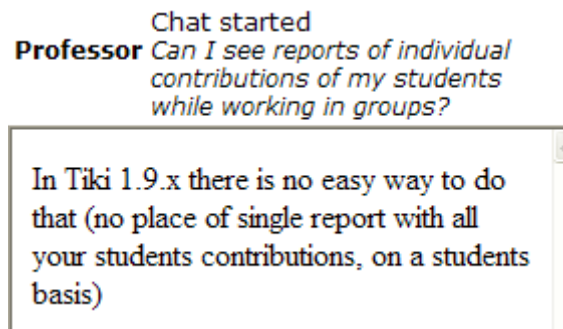 Chat started
Professor Can I see reports of individual
contributions of my students
while working in groups?
In Tiki 1.9.x there is no easy way to do
that (no place of single report with all
your students contributions, on a students
basis)